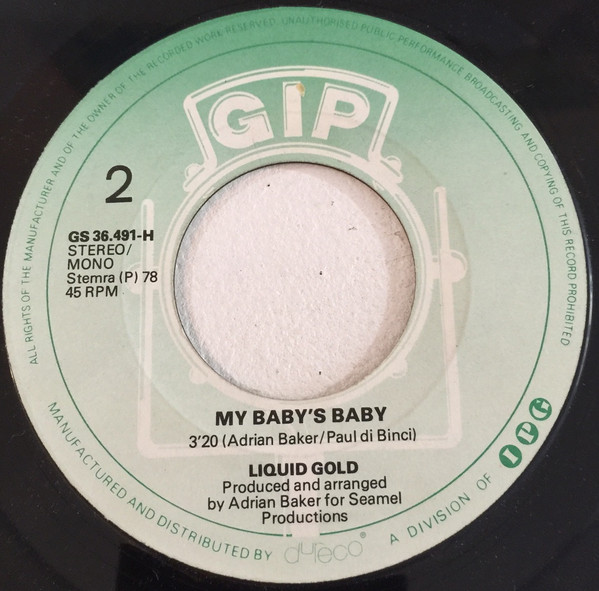 ALL RIGHTS OF THE MANUFACTURER AND OF THE OWNER OF THE RECORDED WORK RESERVED. UNAUTHORISED PUBLIC PERFORMANCE BROADCASTING AND COPYING OF THIS RECORD PROHIBITED
GIP
2
GS 36.491-H
STEREO/
MONO
Stemra (P) 78
45 RPM
MY BABY'S BABY
3'20 (Adrian Baker/Paul di Binci)
LIQUID GOLD
Produced and arranged
by Adrian Baker for Seamel
Productions
MANUFACTURED AND DISTRIBUTED BY dureco® A DIVISION OF IPG